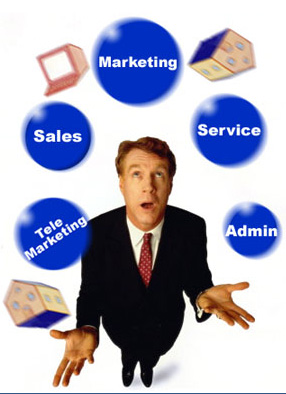 Marketing
Sales
Service
Tele
Marketing
Admin